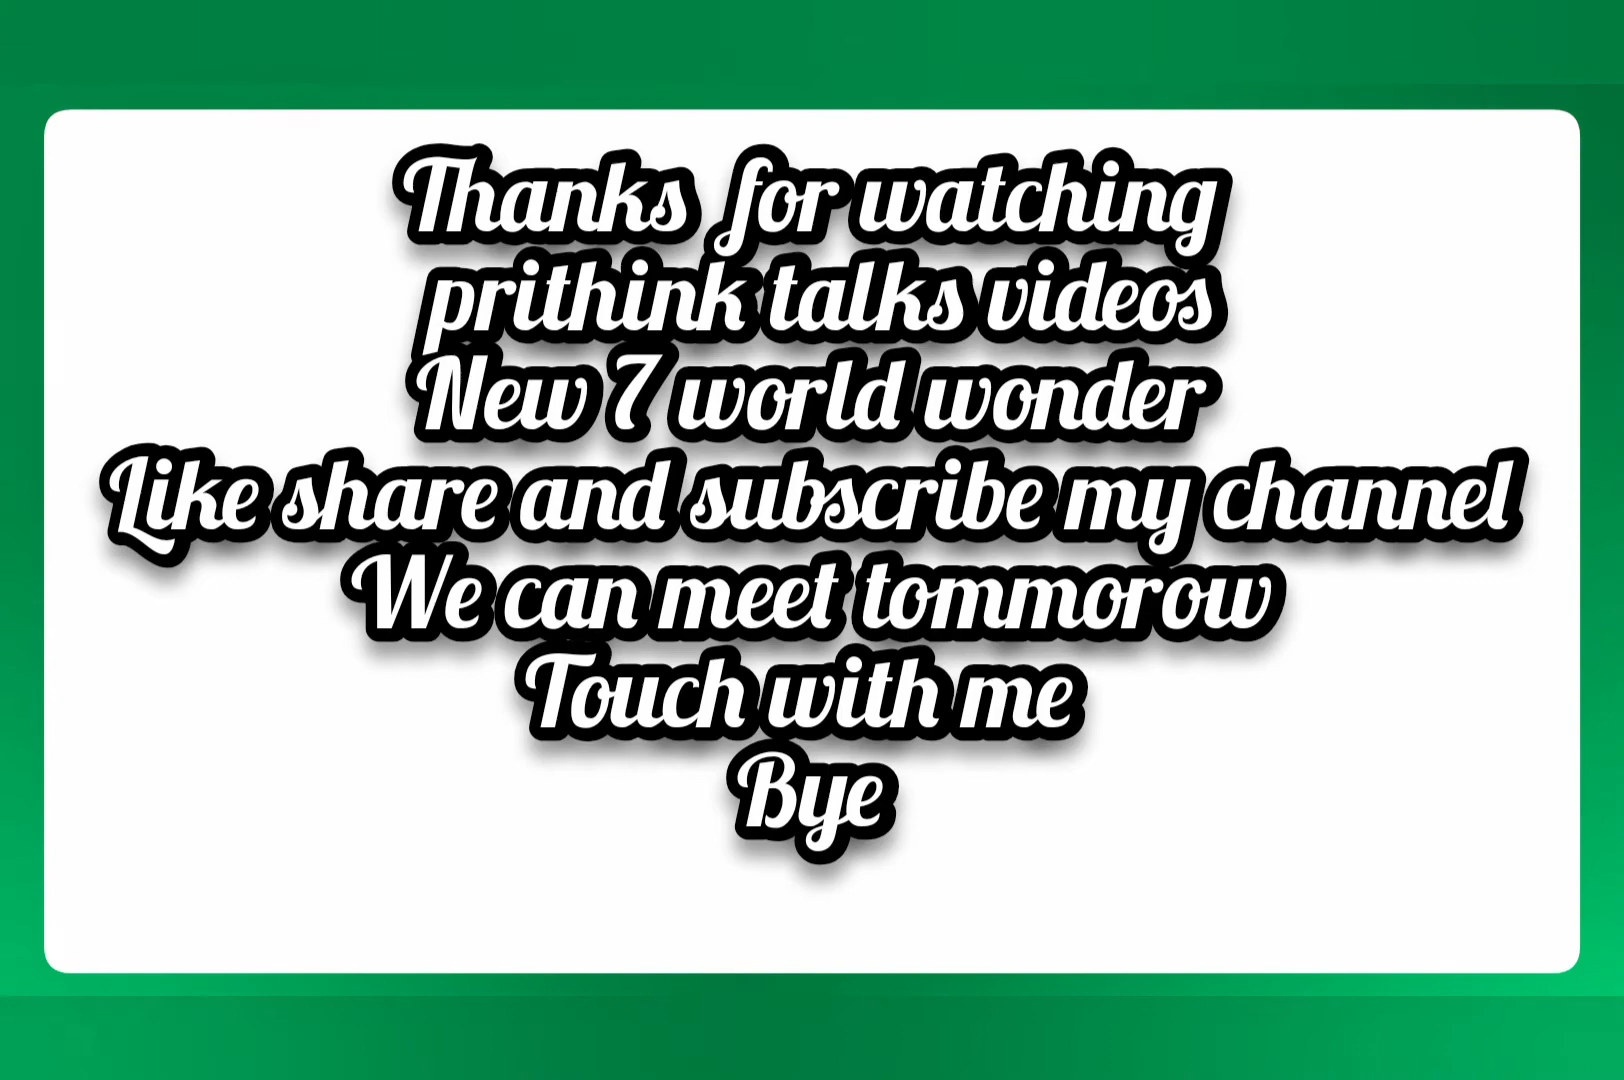 Thanks for watching
prithink talks videos
New 7 world wonder
Like share and subscribe my channel
We can meet tommorow
Touch with me
Bye